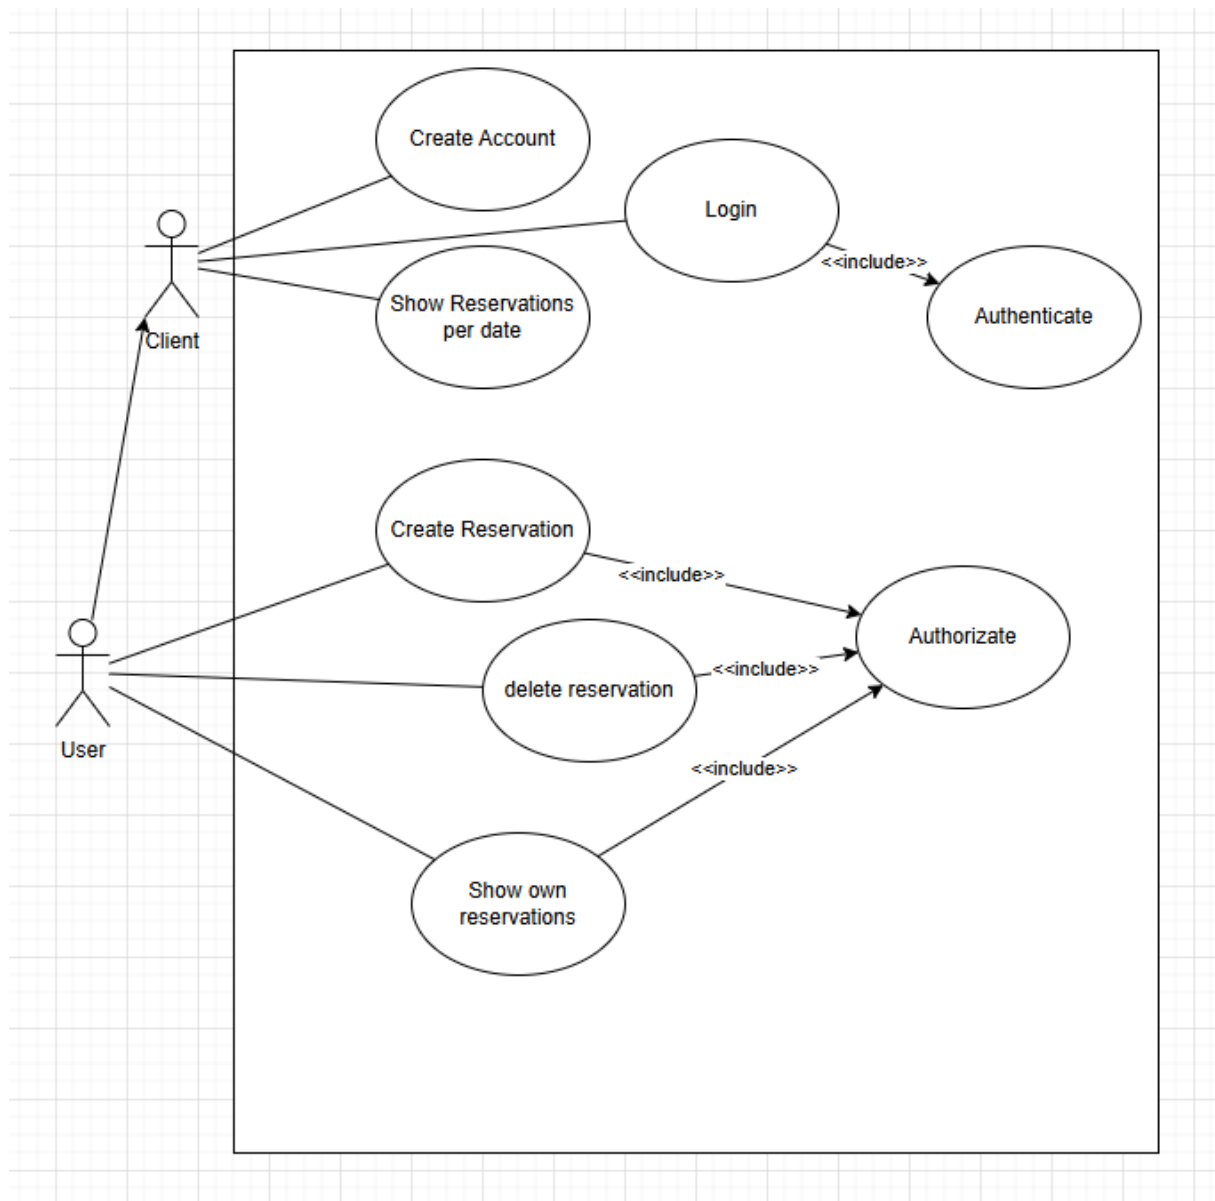 Create Account
Login
<<include>>
Show Reservations
per date
Authenticate
Client
Create Reservation
<<include>>
Authorizate
<<include>>
delete reservation
User
<<include>>
Show own
reservations